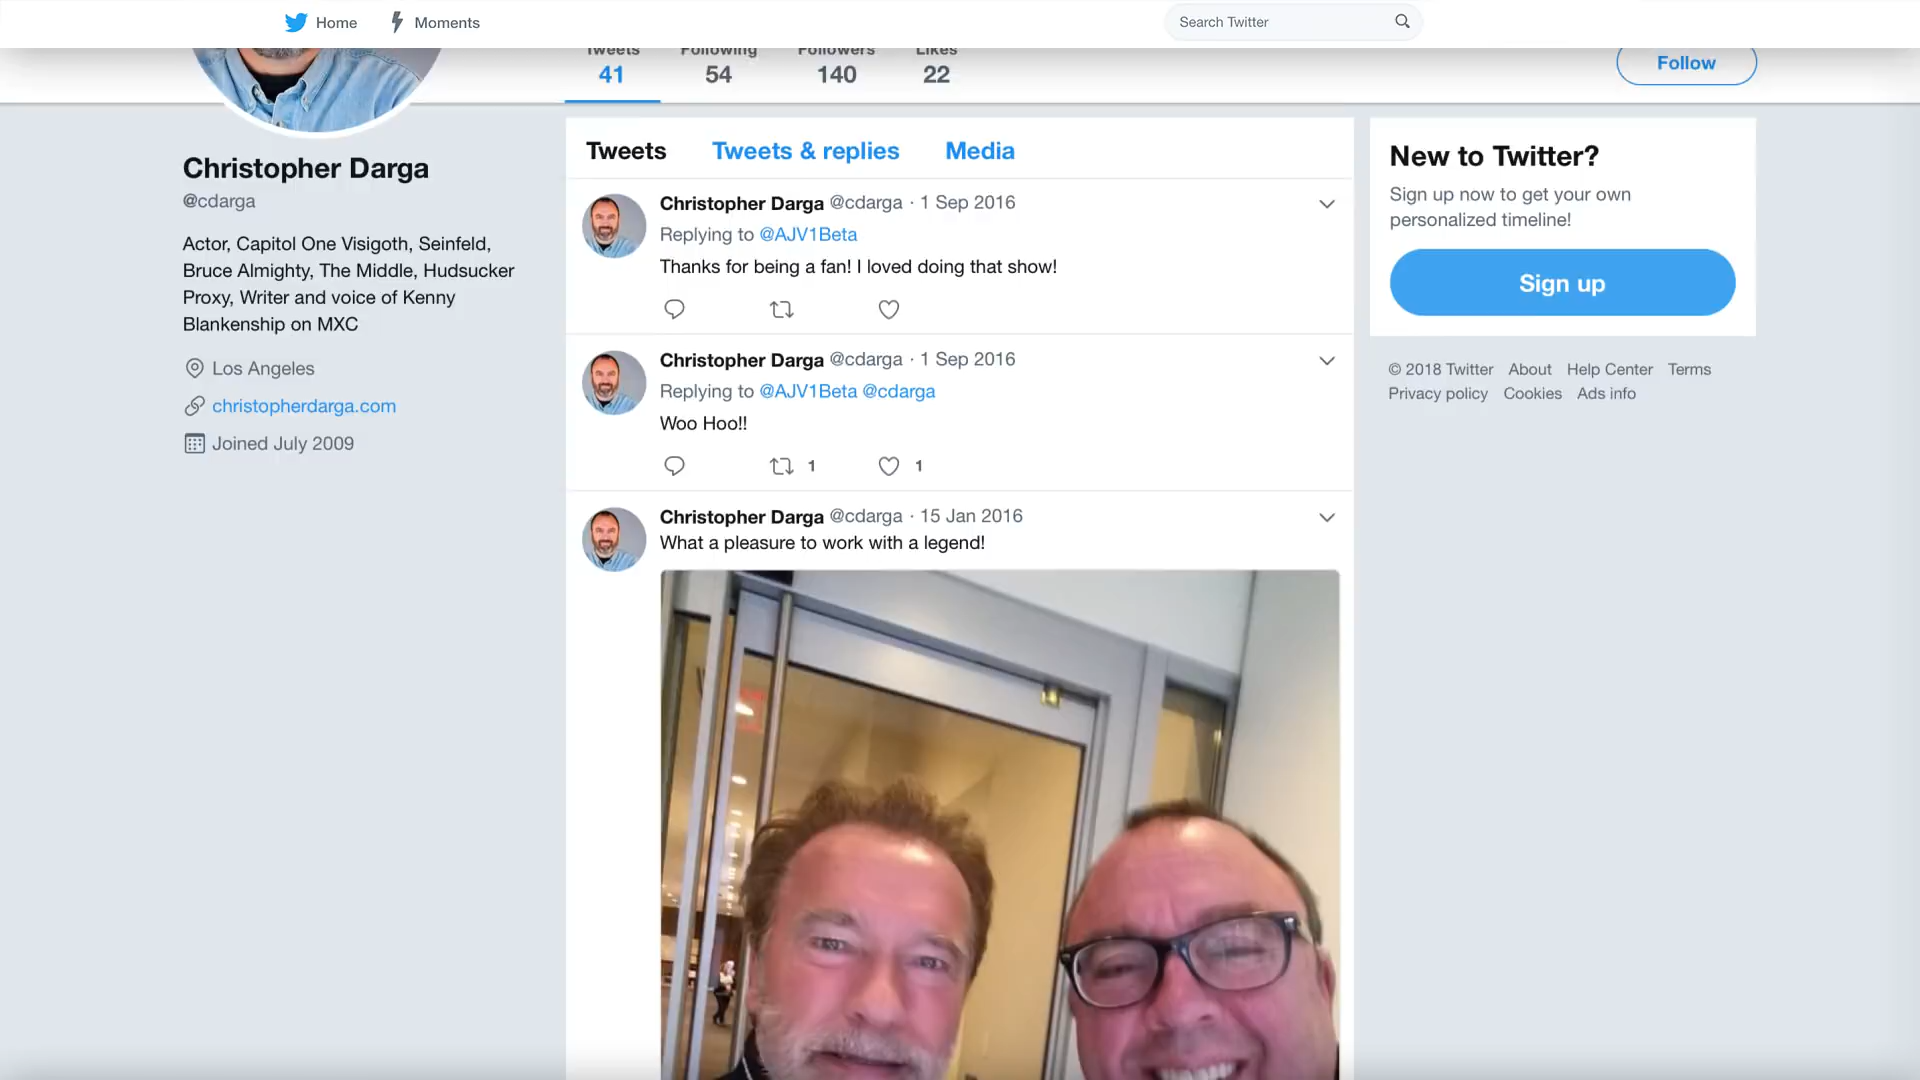 Home
Moments
Search Twitter
Tweets
Following
Followers
Likes
41
54
140
22
Follow
Christopher Darga
@cdarga
Actor, Capitol One Visigoth, Seinfeld,
Bruce Almighty, The Middle, Hudsucker
Proxy, Writer and voice of Kenny
Blankenship on MXC
Los Angeles
christopherdarga.com
Joined July 2009
Tweets
Tweets & replies
Media
Christopher Darga @cdarga · 1 Sep 2016
Replying to @AJV1Beta
Thanks for being a fan! I loved doing that show!
Christopher Darga @cdarga · 1 Sep 2016
Replying to @AJV1Beta @cdarga
Woo Hoo!!
1
1
Christopher Darga @cdarga · 15 Jan 2016
What a pleasure to work with a legend!
New to Twitter?
Sign up now to get your own
personalized timeline!
Sign up
© 2018 Twitter About Help Center Terms
Privacy policy Cookies Ads info